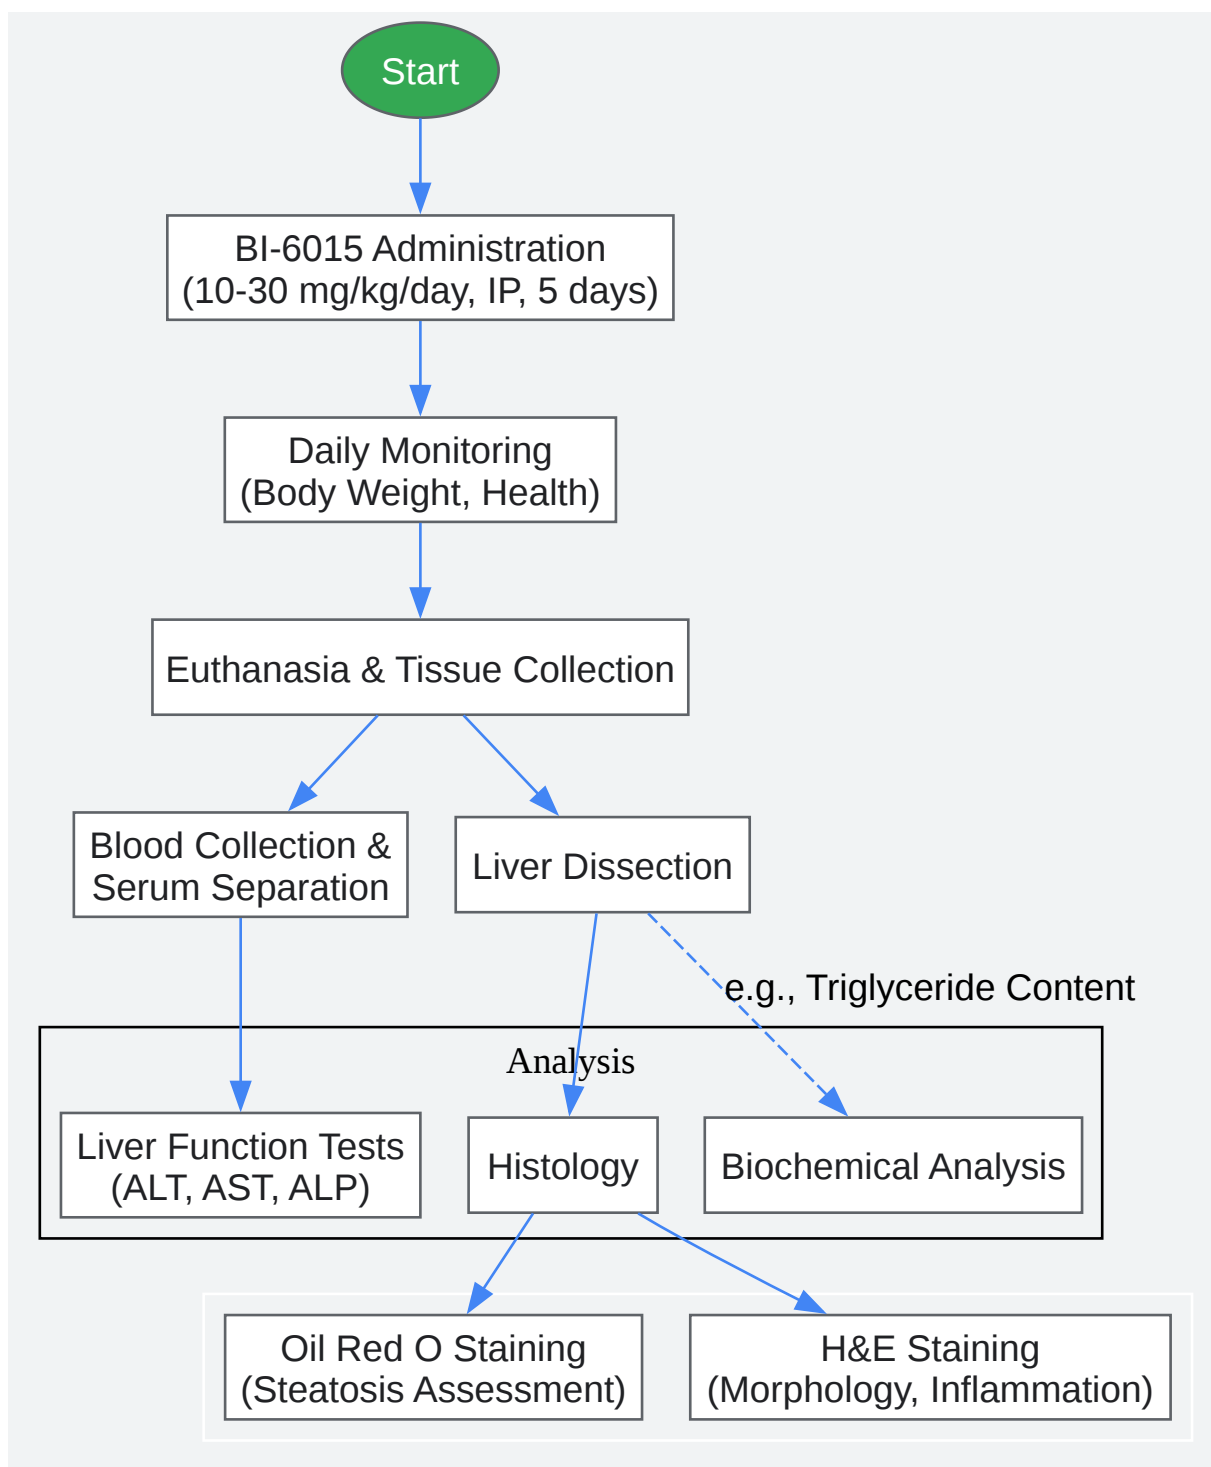 Start
BI-6015 Administration
(10-30 mg/kg/day, IP, 5 days)
Daily Monitoring
(Body Weight, Health)
Euthanasia & Tissue Collection
Blood Collection &
Serum Separation
Liver Dissection
e.g., Triglyceride Content
Analysis
Liver Function Tests
(ALT, AST, ALP)
Histology
Biochemical Analysis
Oil Red O Staining
(Steatosis Assessment)
H&E Staining
(Morphology, Inflammation)